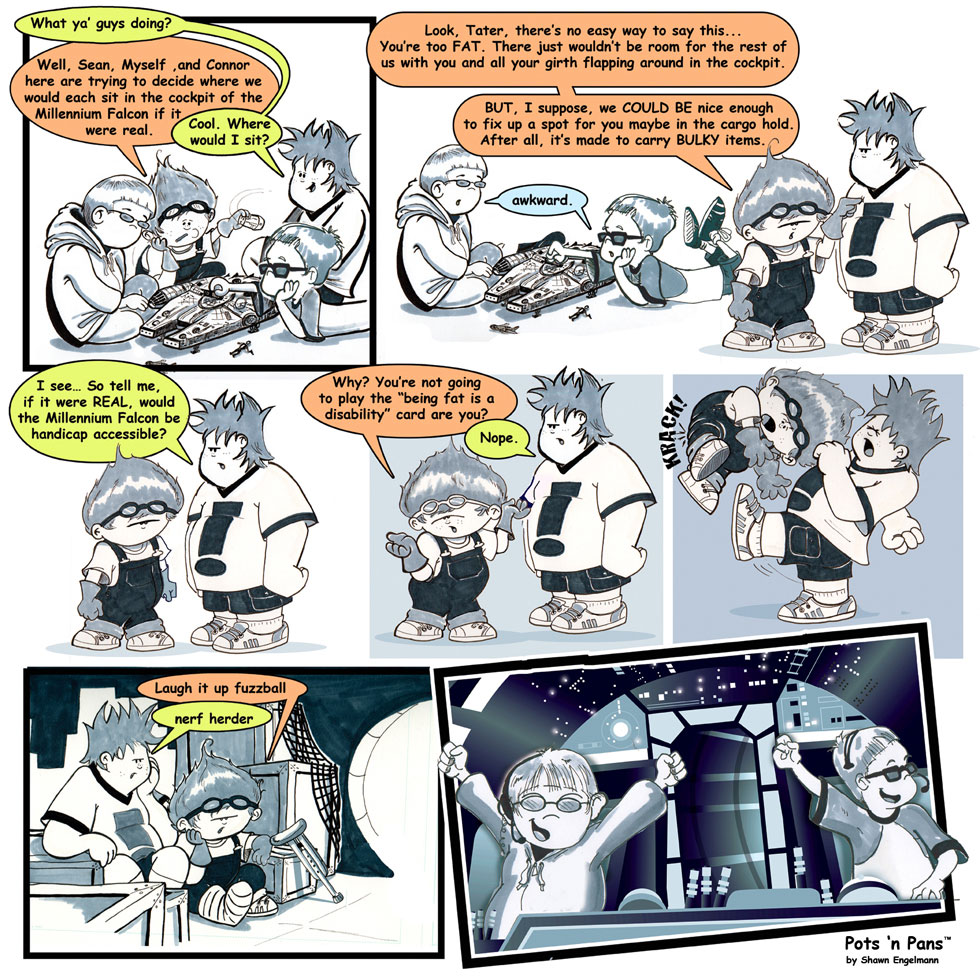 What ya' guys doing?
Well, Sean, Myself ,and Connor
here are trying to decide where we
would each sit in the cockpit of the
Millennium Falcon if it
were real.
Cool. Where
would I sit?
Look, Tater, there's no easy way to say this...
You're too FAT. There just wouldn't be room for the rest of
us with you and all your girth flapping around in the cockpit.
BUT, I suppose, we COULD BE nice enough
to fix up a spot for you maybe in the cargo hold.
After all, it's made to carry BULKY items.
awkward.
I see... So tell me,
if it were REAL, would
the Millennium Falcon be
handicap accessible?
Why? You're not going
to play the "being fat is a
disability" card are you?
Nope.
KRACK!
Laugh it up fuzzball
nerf herder
Pots 'n Pans™
by Shawn Engelmann